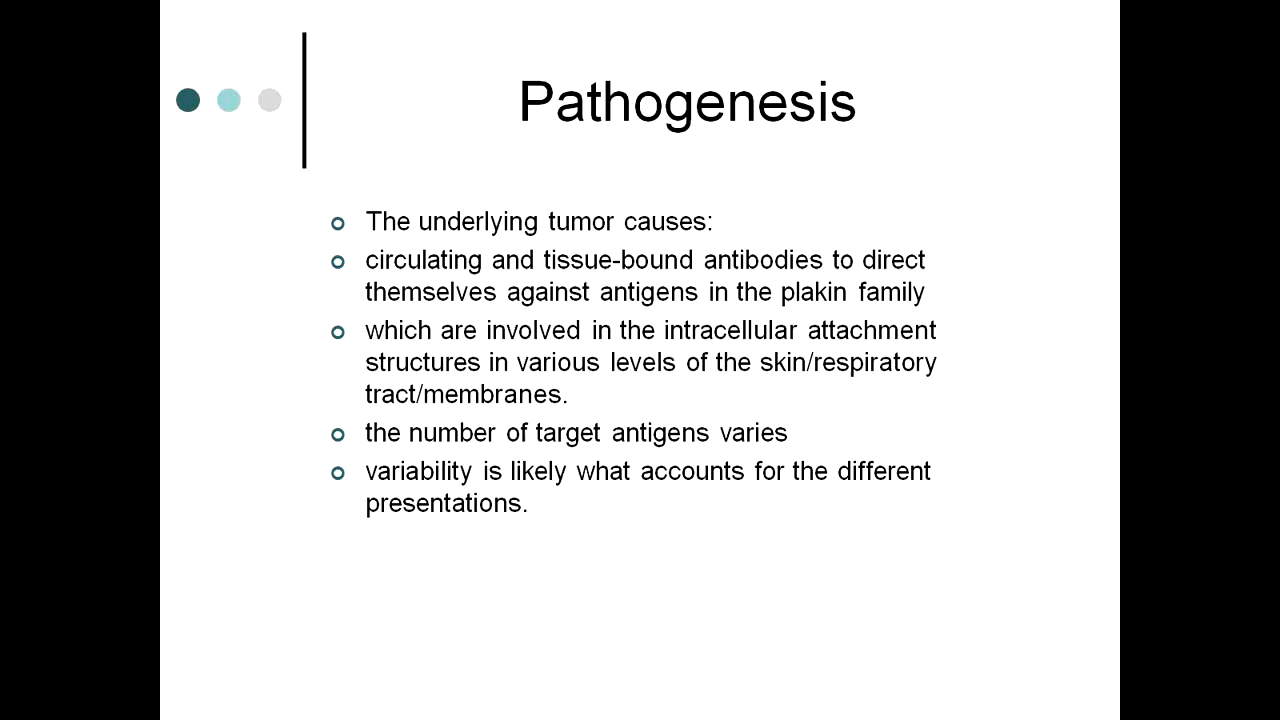 Pathogenesis
The underlying tumor causes:
circulating and tissue-bound antibodies to direct
themselves against antigens in the plakin family
which are involved in the intracellular attachment
structures in various levels of the skin/respiratory
tract/membranes.
the number of target antigens varies
variability is likely what accounts for the different
presentations.